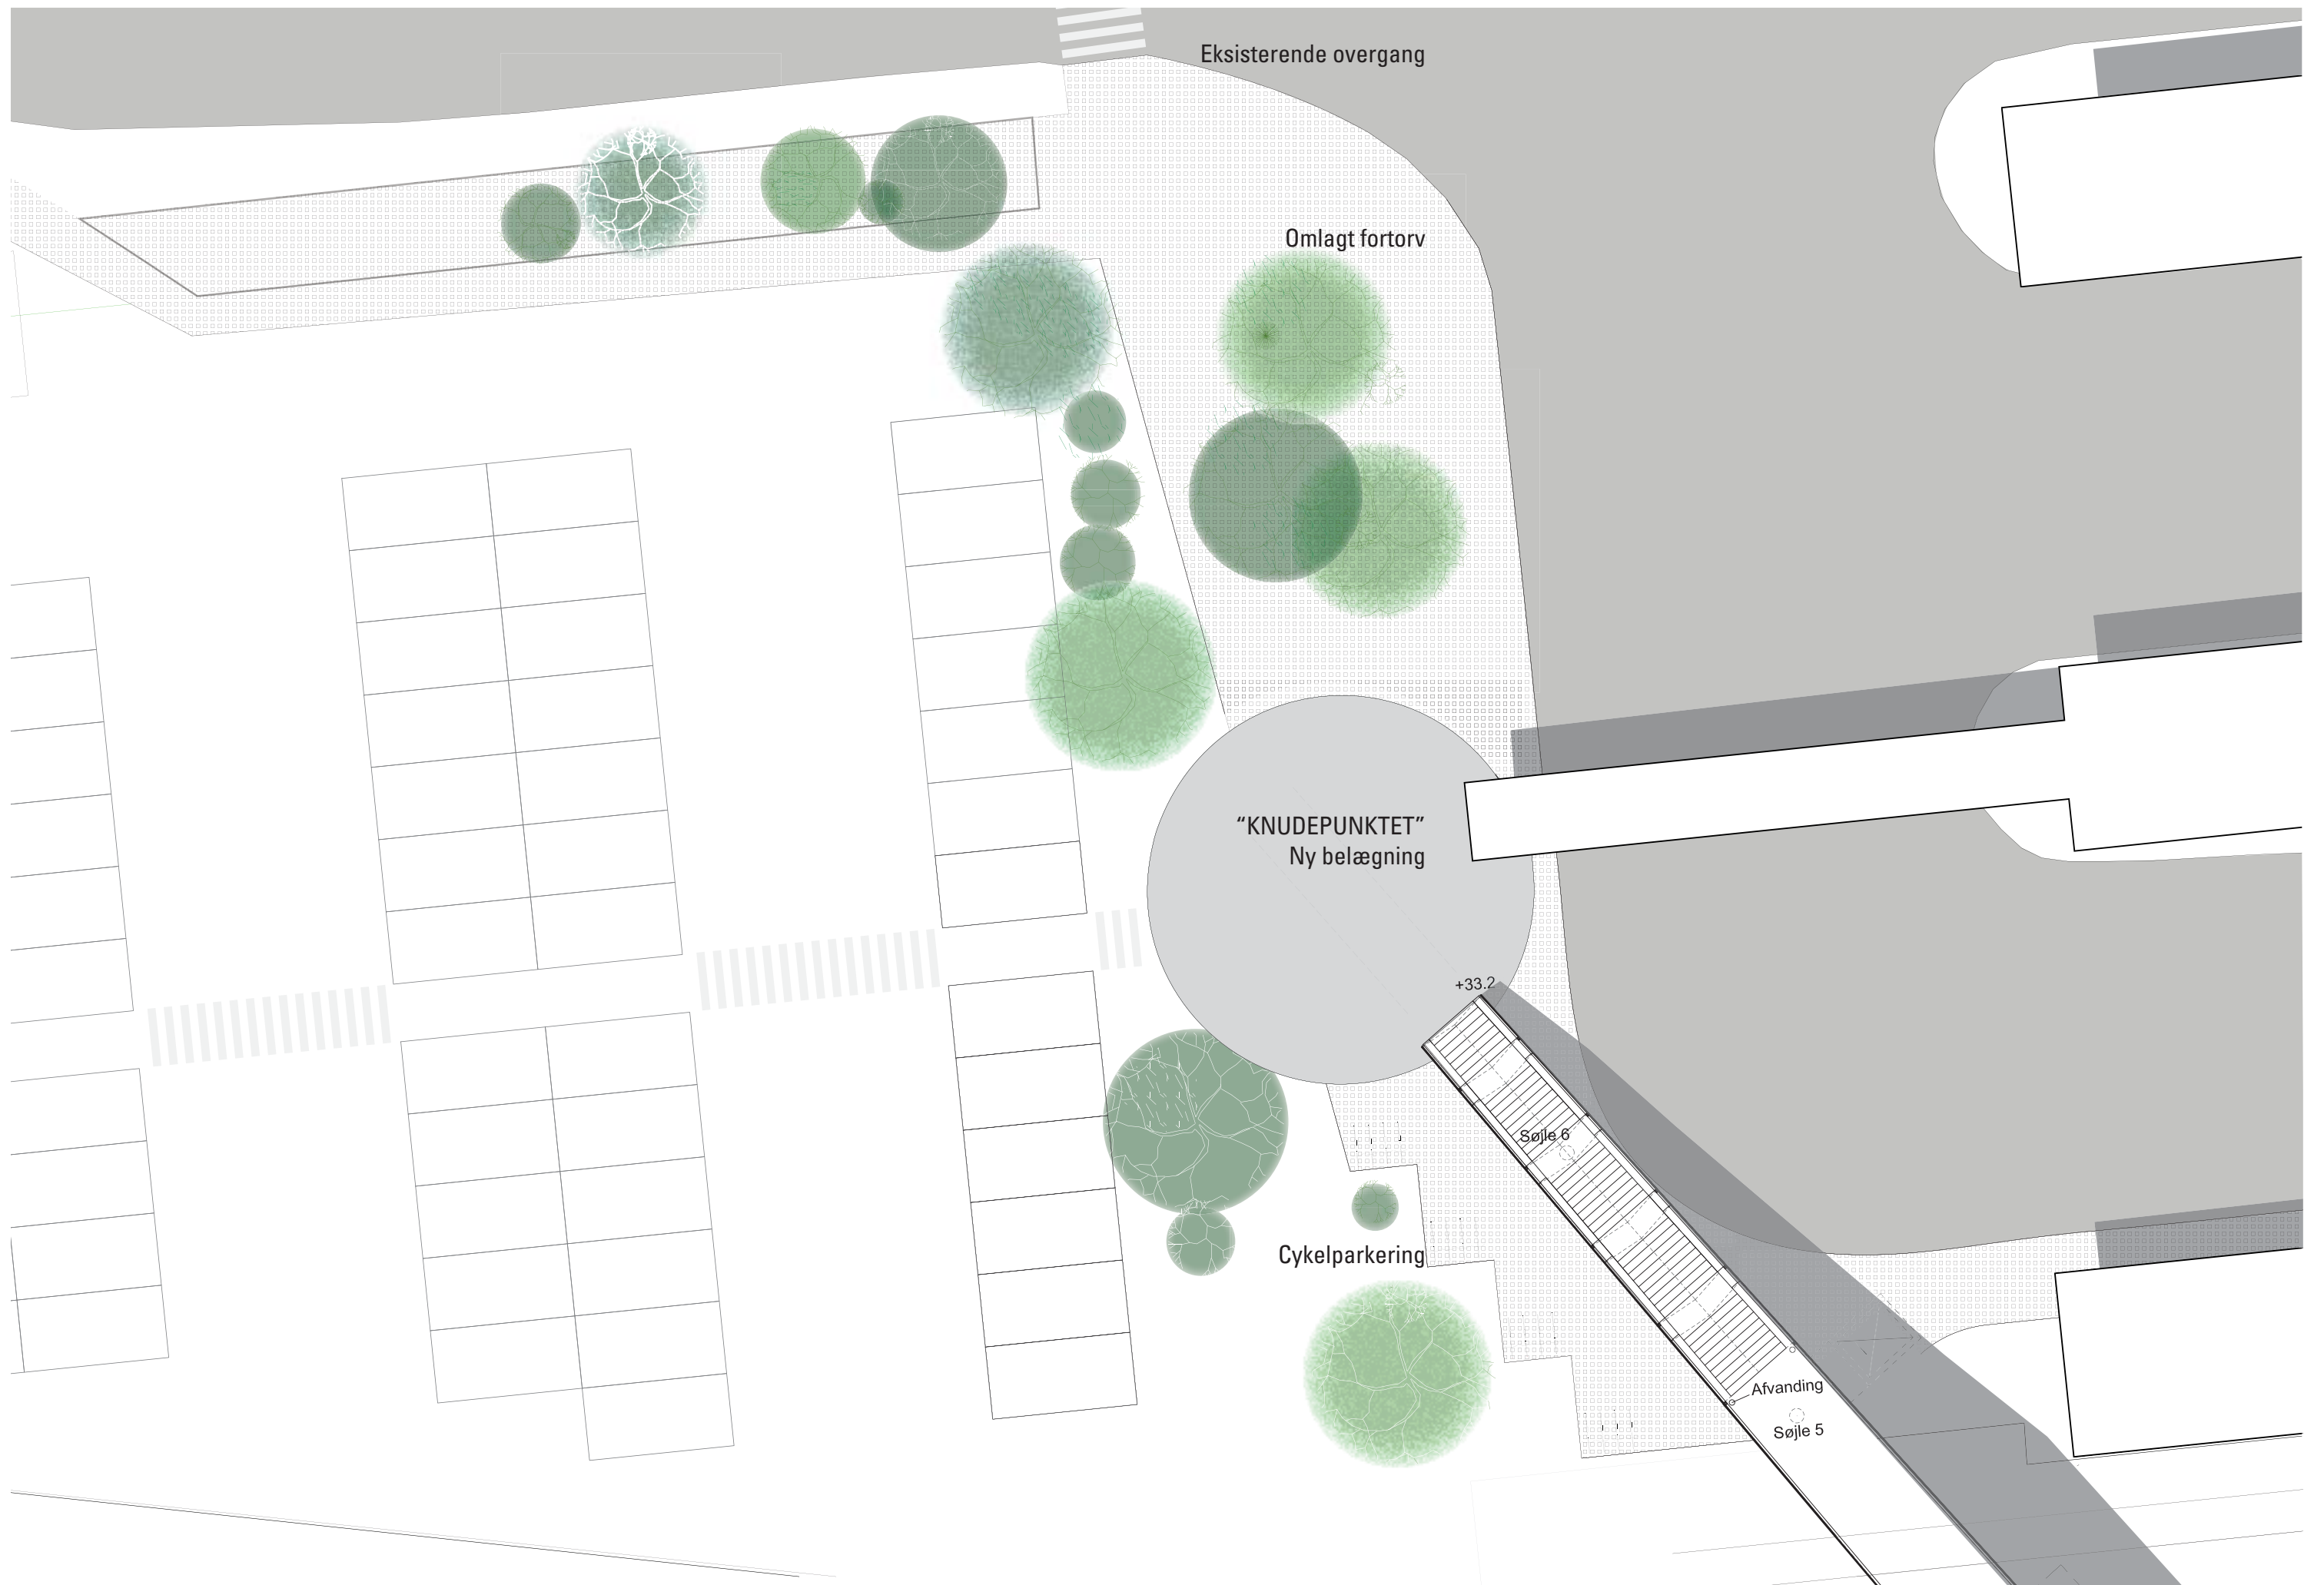 Eksisterende overgang
Omlagt fortorv
“KNUDEPUNKTET”
Ny belægning
+33.2
Søjle 6
Cykelparkering
Afvanding
Søjle 5